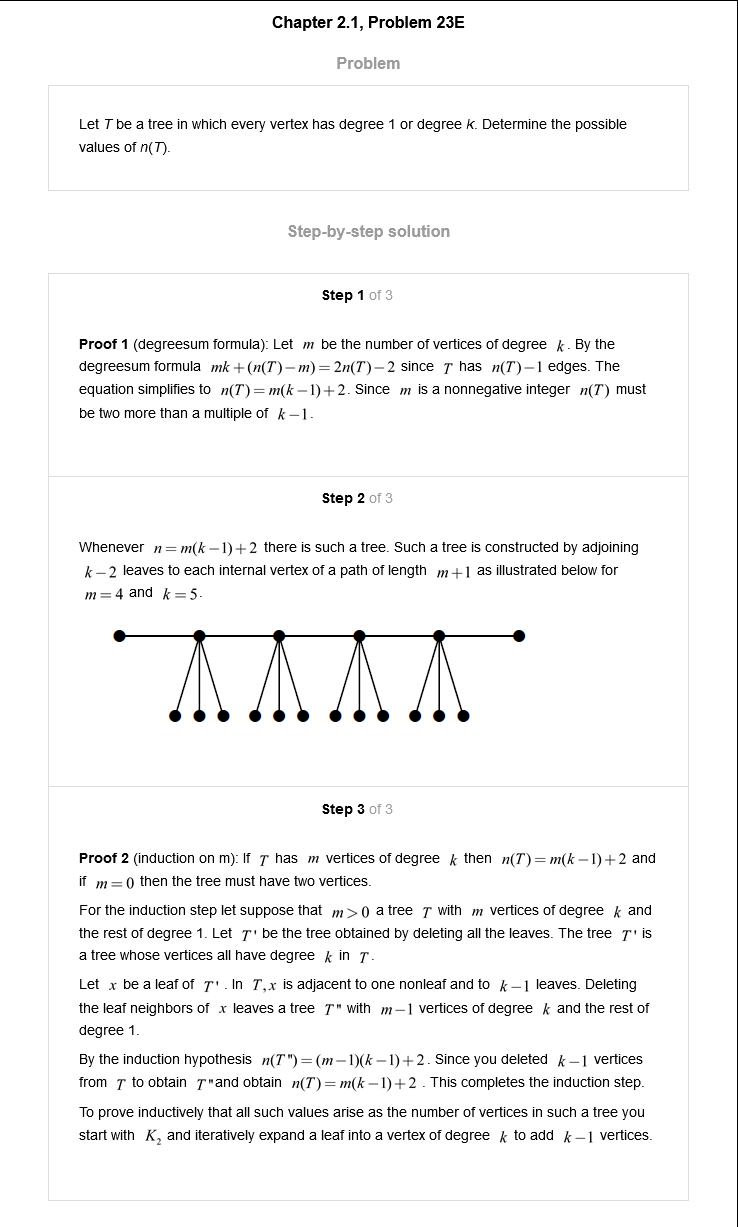 Chapter 2.1, Problem 23E
Problem
Let T be a tree in which every vertex has degree 1 or degree k. Determine the possible
values of n(T).
Step-by-step solution
Step 1 of 3
Proof 1 (degreesum formula): Let m be the number of vertices of degree k. By the
degreesum formula mk+(n(T)−m)=2n(T)−2 since T has n(T)−1 edges. The
equation simplifies to n(T)=m(k−1)+2. Since m is a nonnegative integer n(T) must
be two more than a multiple of k−1.
Step 2 of 3
Whenever n=m(k−1)+2 there is such a tree. Such a tree is constructed by adjoining
k−2 leaves to each internal vertex of a path of length m+1 as illustrated below for
m=4 and k=5.
Step 3 of 3
Proof 2 (induction on m): If T has m vertices of degree k then n(T)=m(k−1)+2 and
if m=0 then the tree must have two vertices.
For the induction step let suppose that m>0 a tree T with m vertices of degree k and
the rest of degree 1. Let T' be the tree obtained by deleting all the leaves. The tree T' is
a tree whose vertices all have degree k in T.
Let x be a leaf of T'. In T,x is adjacent to one nonleaf and to k−1 leaves. Deleting
the leaf neighbors of x leaves a tree T" with m−1 vertices of degree k and the rest of
degree 1.
By the induction hypothesis n(T")=(m−1)(k−1)+2. Since you deleted k−1 vertices
from T to obtain T"and obtain n(T)=m(k−1)+2 . This completes the induction step.
To prove inductively that all such values arise as the number of vertices in such a tree you
start with K₂ and iteratively expand a leaf into a vertex of degree k to add k−1 vertices.